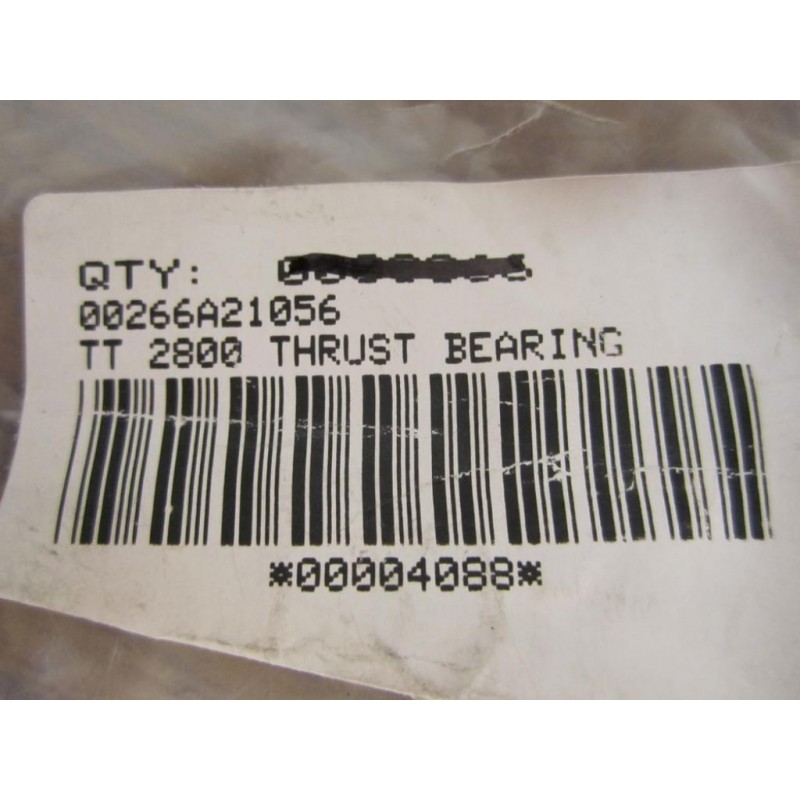 QTY:
00266A21056
TT 2800 THRUST BEARING
*00004088*